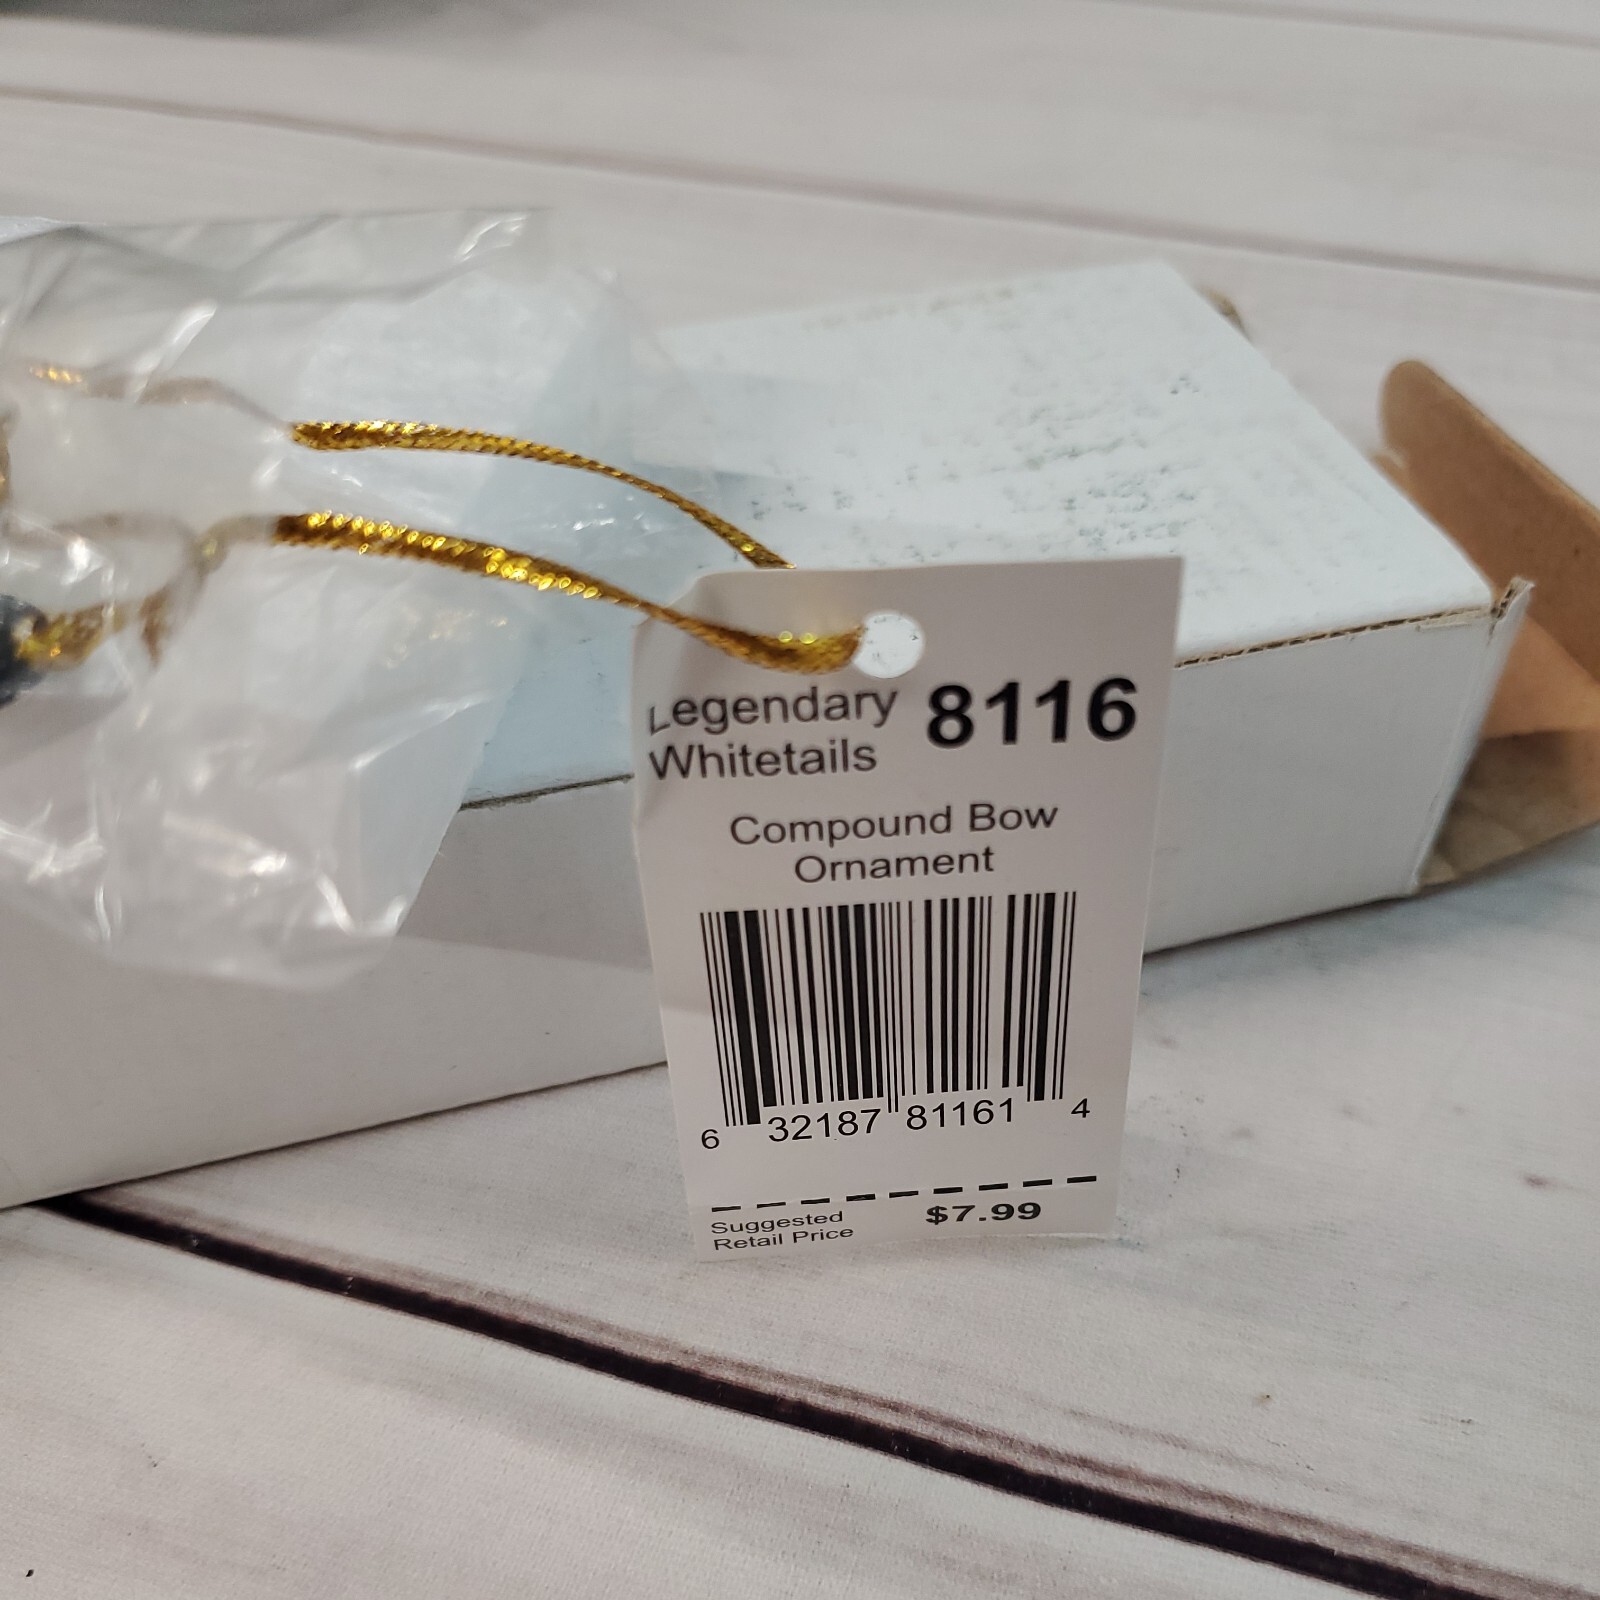 Legendary 8116
Whitetails
Compound Bow
Ornament
6 32187 81161 4
Suggested $7.99
Retail Price